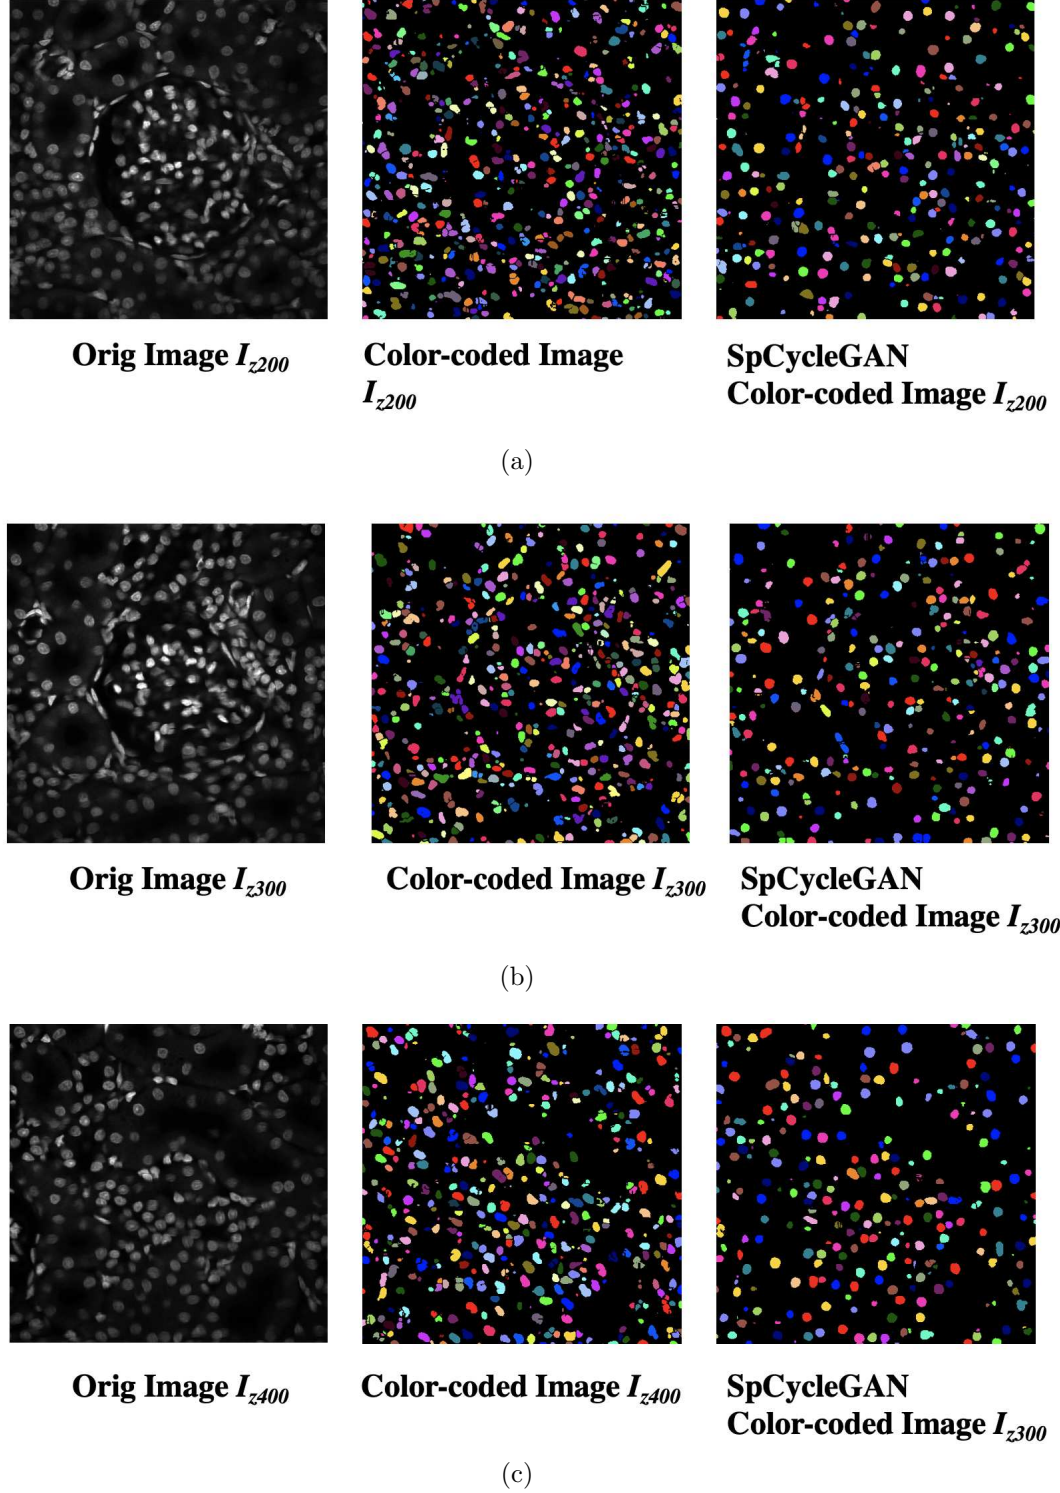 Orig Image I_z200
Color-coded Image
I_z200
SpCycleGAN
Color-coded Image I_z200
(a)
Orig Image I_z300
Color-coded Image I_z300
SpCycleGAN
Color-coded Image I_z300
(b)
Orig Image I_z400
Color-coded Image I_z400
SpCycleGAN
Color-coded Image I_z300
(c)